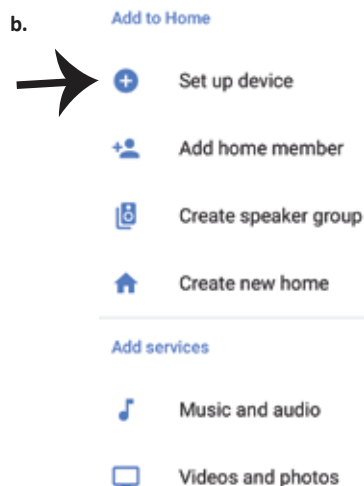 b.
Add to Home
Set up device
Add home member
Create speaker group
Create new home
Add services
Music and audio
Videos and photos